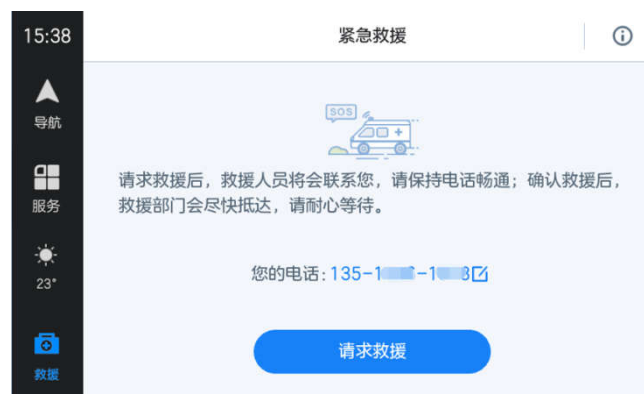 15:38
紧急救援
导航
SOS
服务
请求救援后，救援人员将会联系您，请保持电话畅通；确认救援后，
救援部门会尽快抵达，请耐心等待。
23°
您的电话:135-1
请求救援
救援